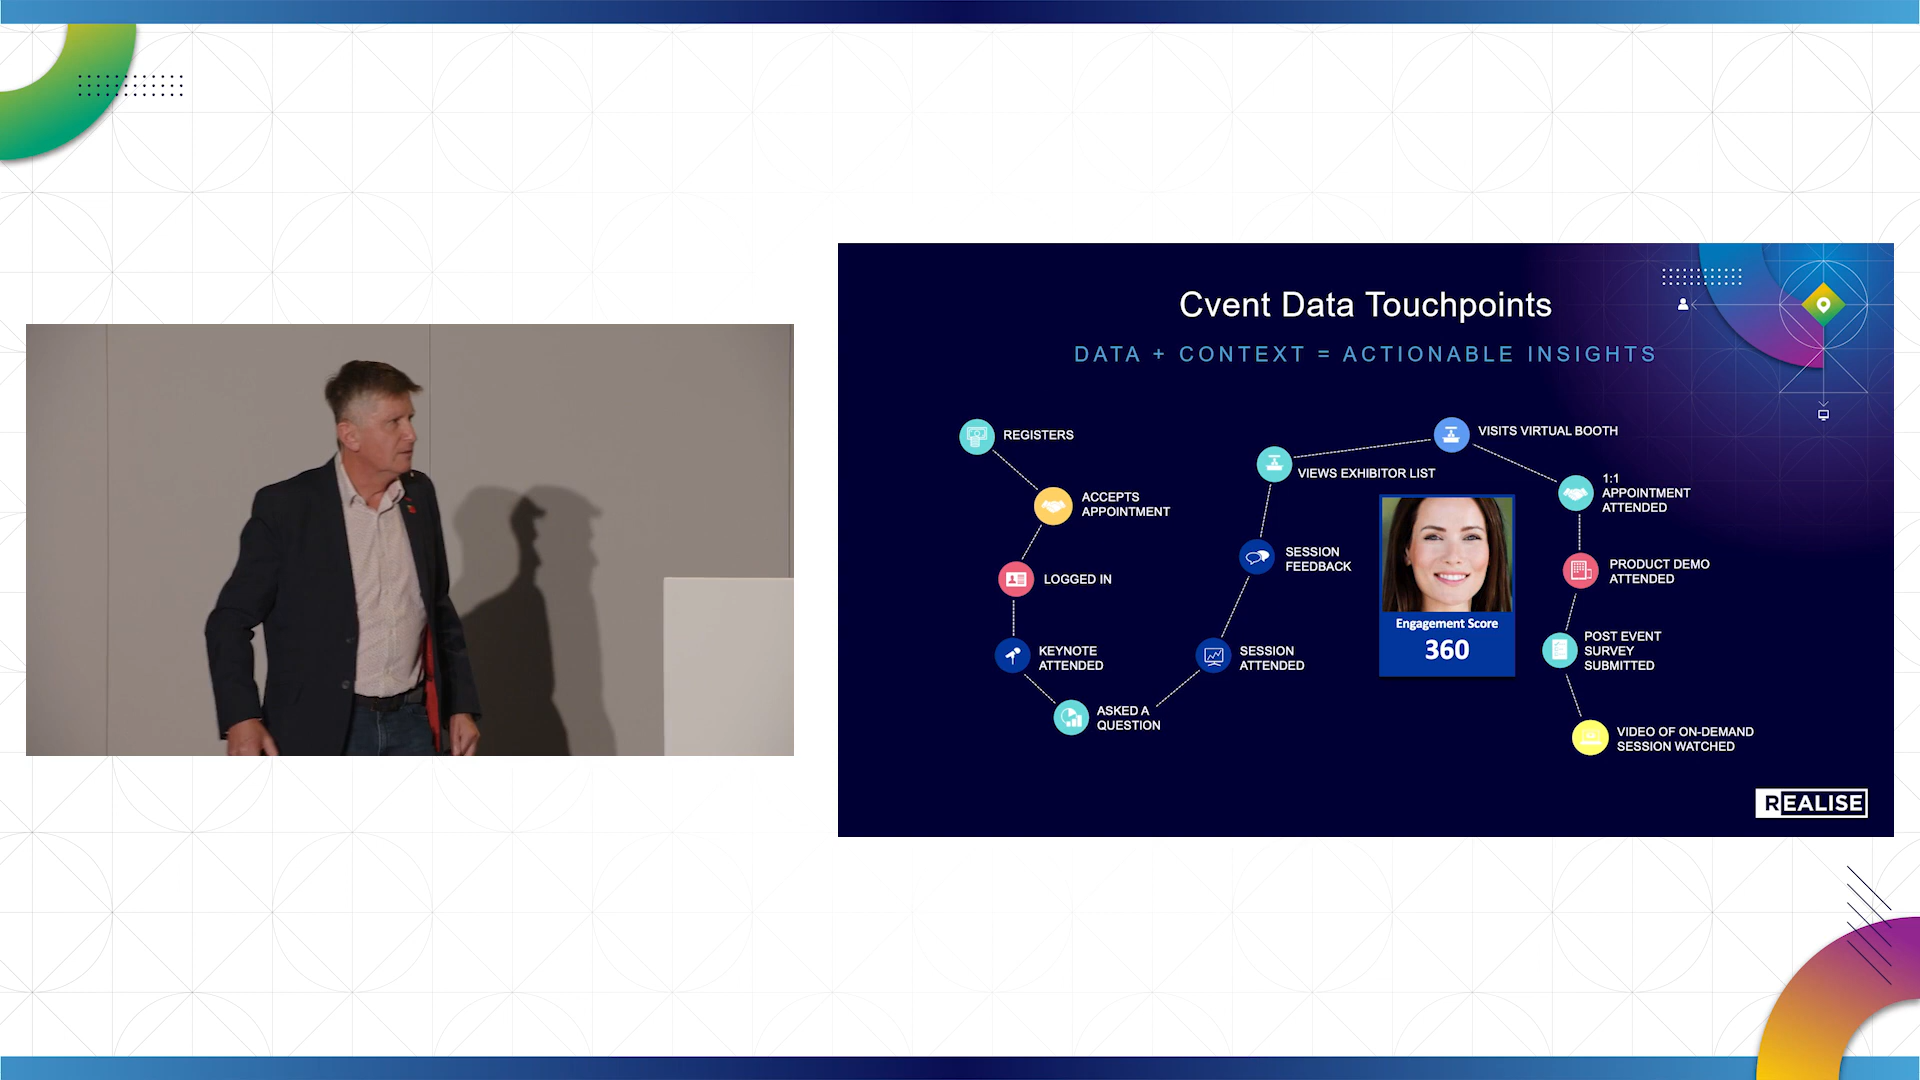 Cvent Data Touchpoints
DATA + CONTEXT = ACTIONABLE INSIGHTS
REGISTERS
ACCEPTS
APPOINTMENT
LOGGED IN
KEYNOTE
ATTENDED
ASKED A
QUESTION
SESSION
ATTENDED
SESSION
FEEDBACK
VIEWS EXHIBITOR LIST
VISITS VIRTUAL BOOTH
1:1
APPOINTMENT
ATTENDED
PRODUCT DEMO
ATTENDED
POST EVENT
SURVEY
SUBMITTED
VIDEO OF ON-DEMAND
SESSION WATCHED
Engagement Score
360
REALISE